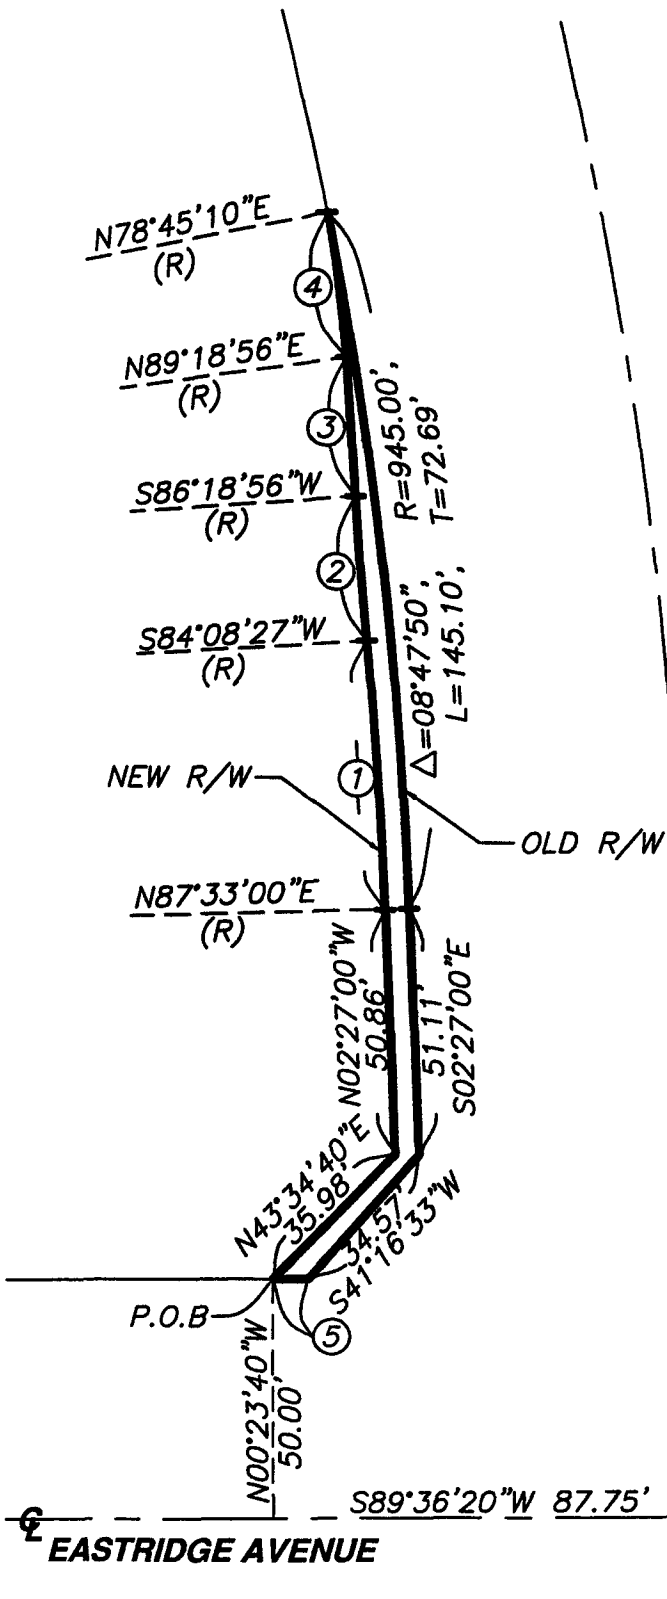 N78°45'10"E
(R)
4
N89°18'56"E
(R)
3
R=945.00',
T=72.69'
S86°18'56"W
(R)
2
S84°08'27"W
(R)
Δ=08°47'50",
L=145.10',
1
NEW R/W
OLD R/W
N87°33'00"E
(R)
N02°27'00"W
50.86'
51.11'
S02°27'00"E
N43°34'40"E
35.98'
34.57'
S41°16'33"W
P.O.B
5
N00°23'40"W
50.00'
S89°36'20"W 87.75'
℄ EASTRIDGE AVENUE